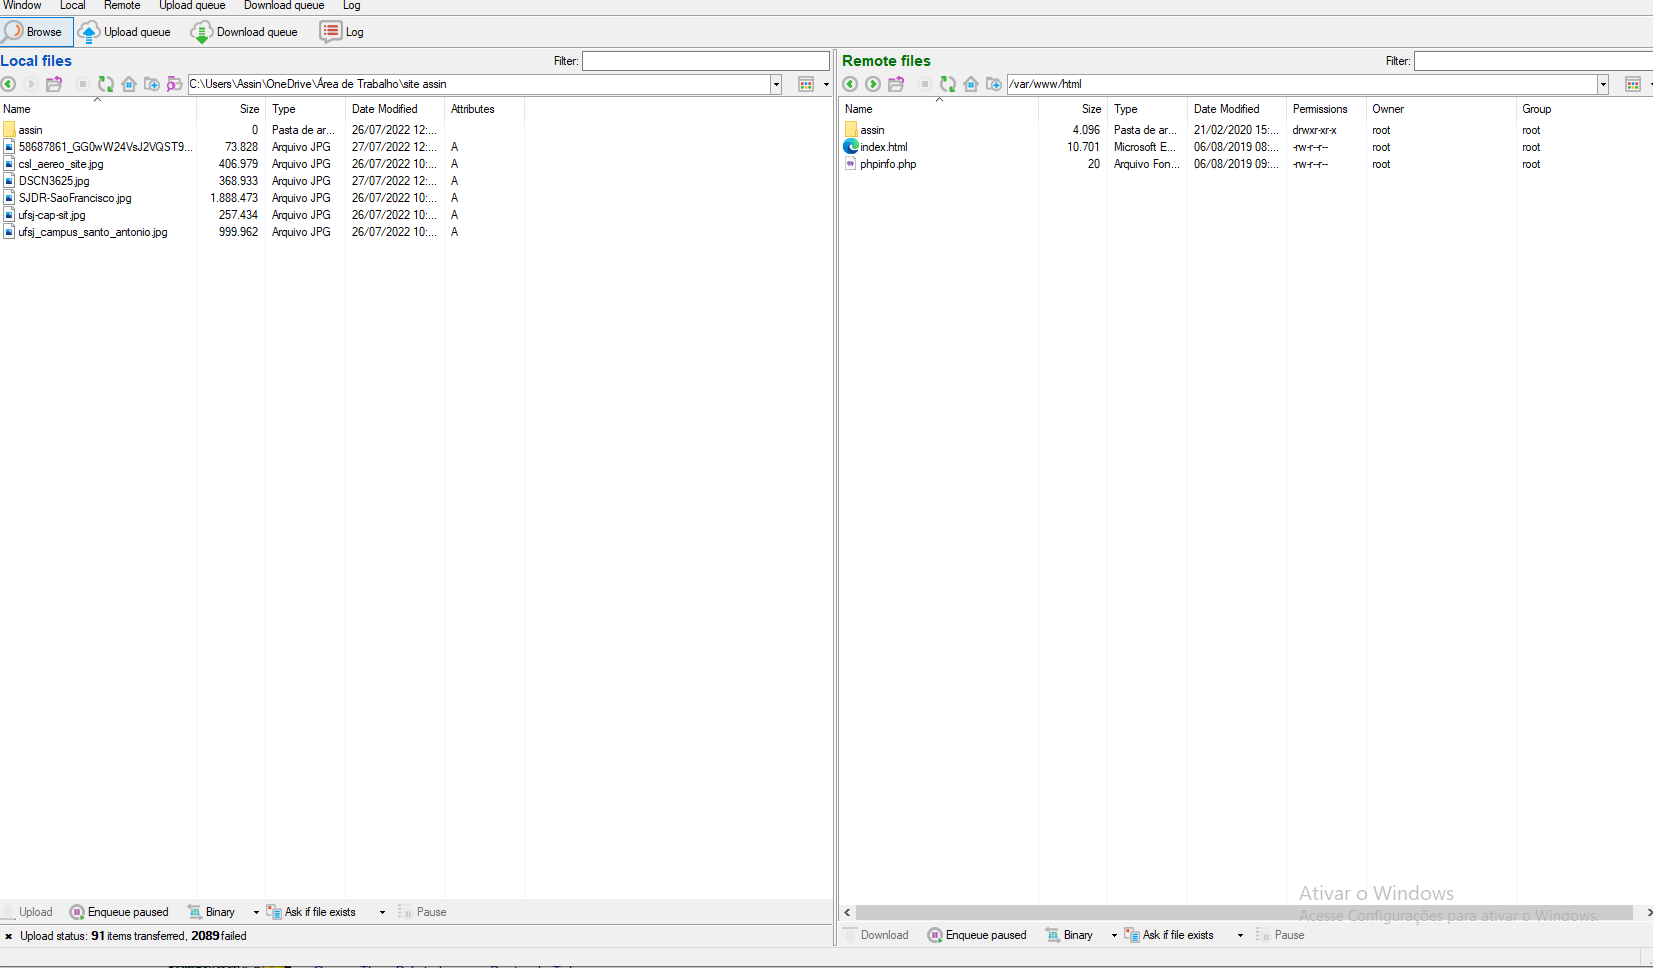 Window Local Remote Upload queue Download queue Log
Browse Upload queue Download queue Log
Local files Filter:
C:\Users\Assin\OneDrive\Área de Trabalho\site assin
Name Size Type Date Modified Attributes
assin 0 Pasta de ar... 26/07/2022 12:...
58687861_GG0wW24VsJ2VQST9... 73.828 Arquivo JPG 27/07/2022 12:... A
csl_aereo_site.jpg 406.979 Arquivo JPG 26/07/2022 10:... A
DSCN3625.jpg 368.933 Arquivo JPG 27/07/2022 12:... A
SJDR-SaoFrancisco.jpg 1.888.473 Arquivo JPG 26/07/2022 10:... A
ufsj-cap-sit.jpg 257.434 Arquivo JPG 26/07/2022 10:... A
ufsj_campus_santo_antonio.jpg 999.962 Arquivo JPG 26/07/2022 10:... A
Upload Enqueue paused Binary Ask if file exists Pause
Upload status: 91 items transferred, 2089 failed
Remote files Filter:
/var/www/html
Name Size Type Date Modified Permissions Owner Group
assin 4.096 Pasta de ar... 21/02/2020 15:... drwxr-xr-x root root
index.html 10.701 Microsoft E... 06/08/2019 08:... -rw-r--r-- root root
phpinfo.php 20 Arquivo Fon... 06/08/2019 09:... -rw-r--r-- root root
Ativar o Windows
Acesse Configurações para ativar o Windows.
Download Enqueue paused Binary Ask if file exists Pause